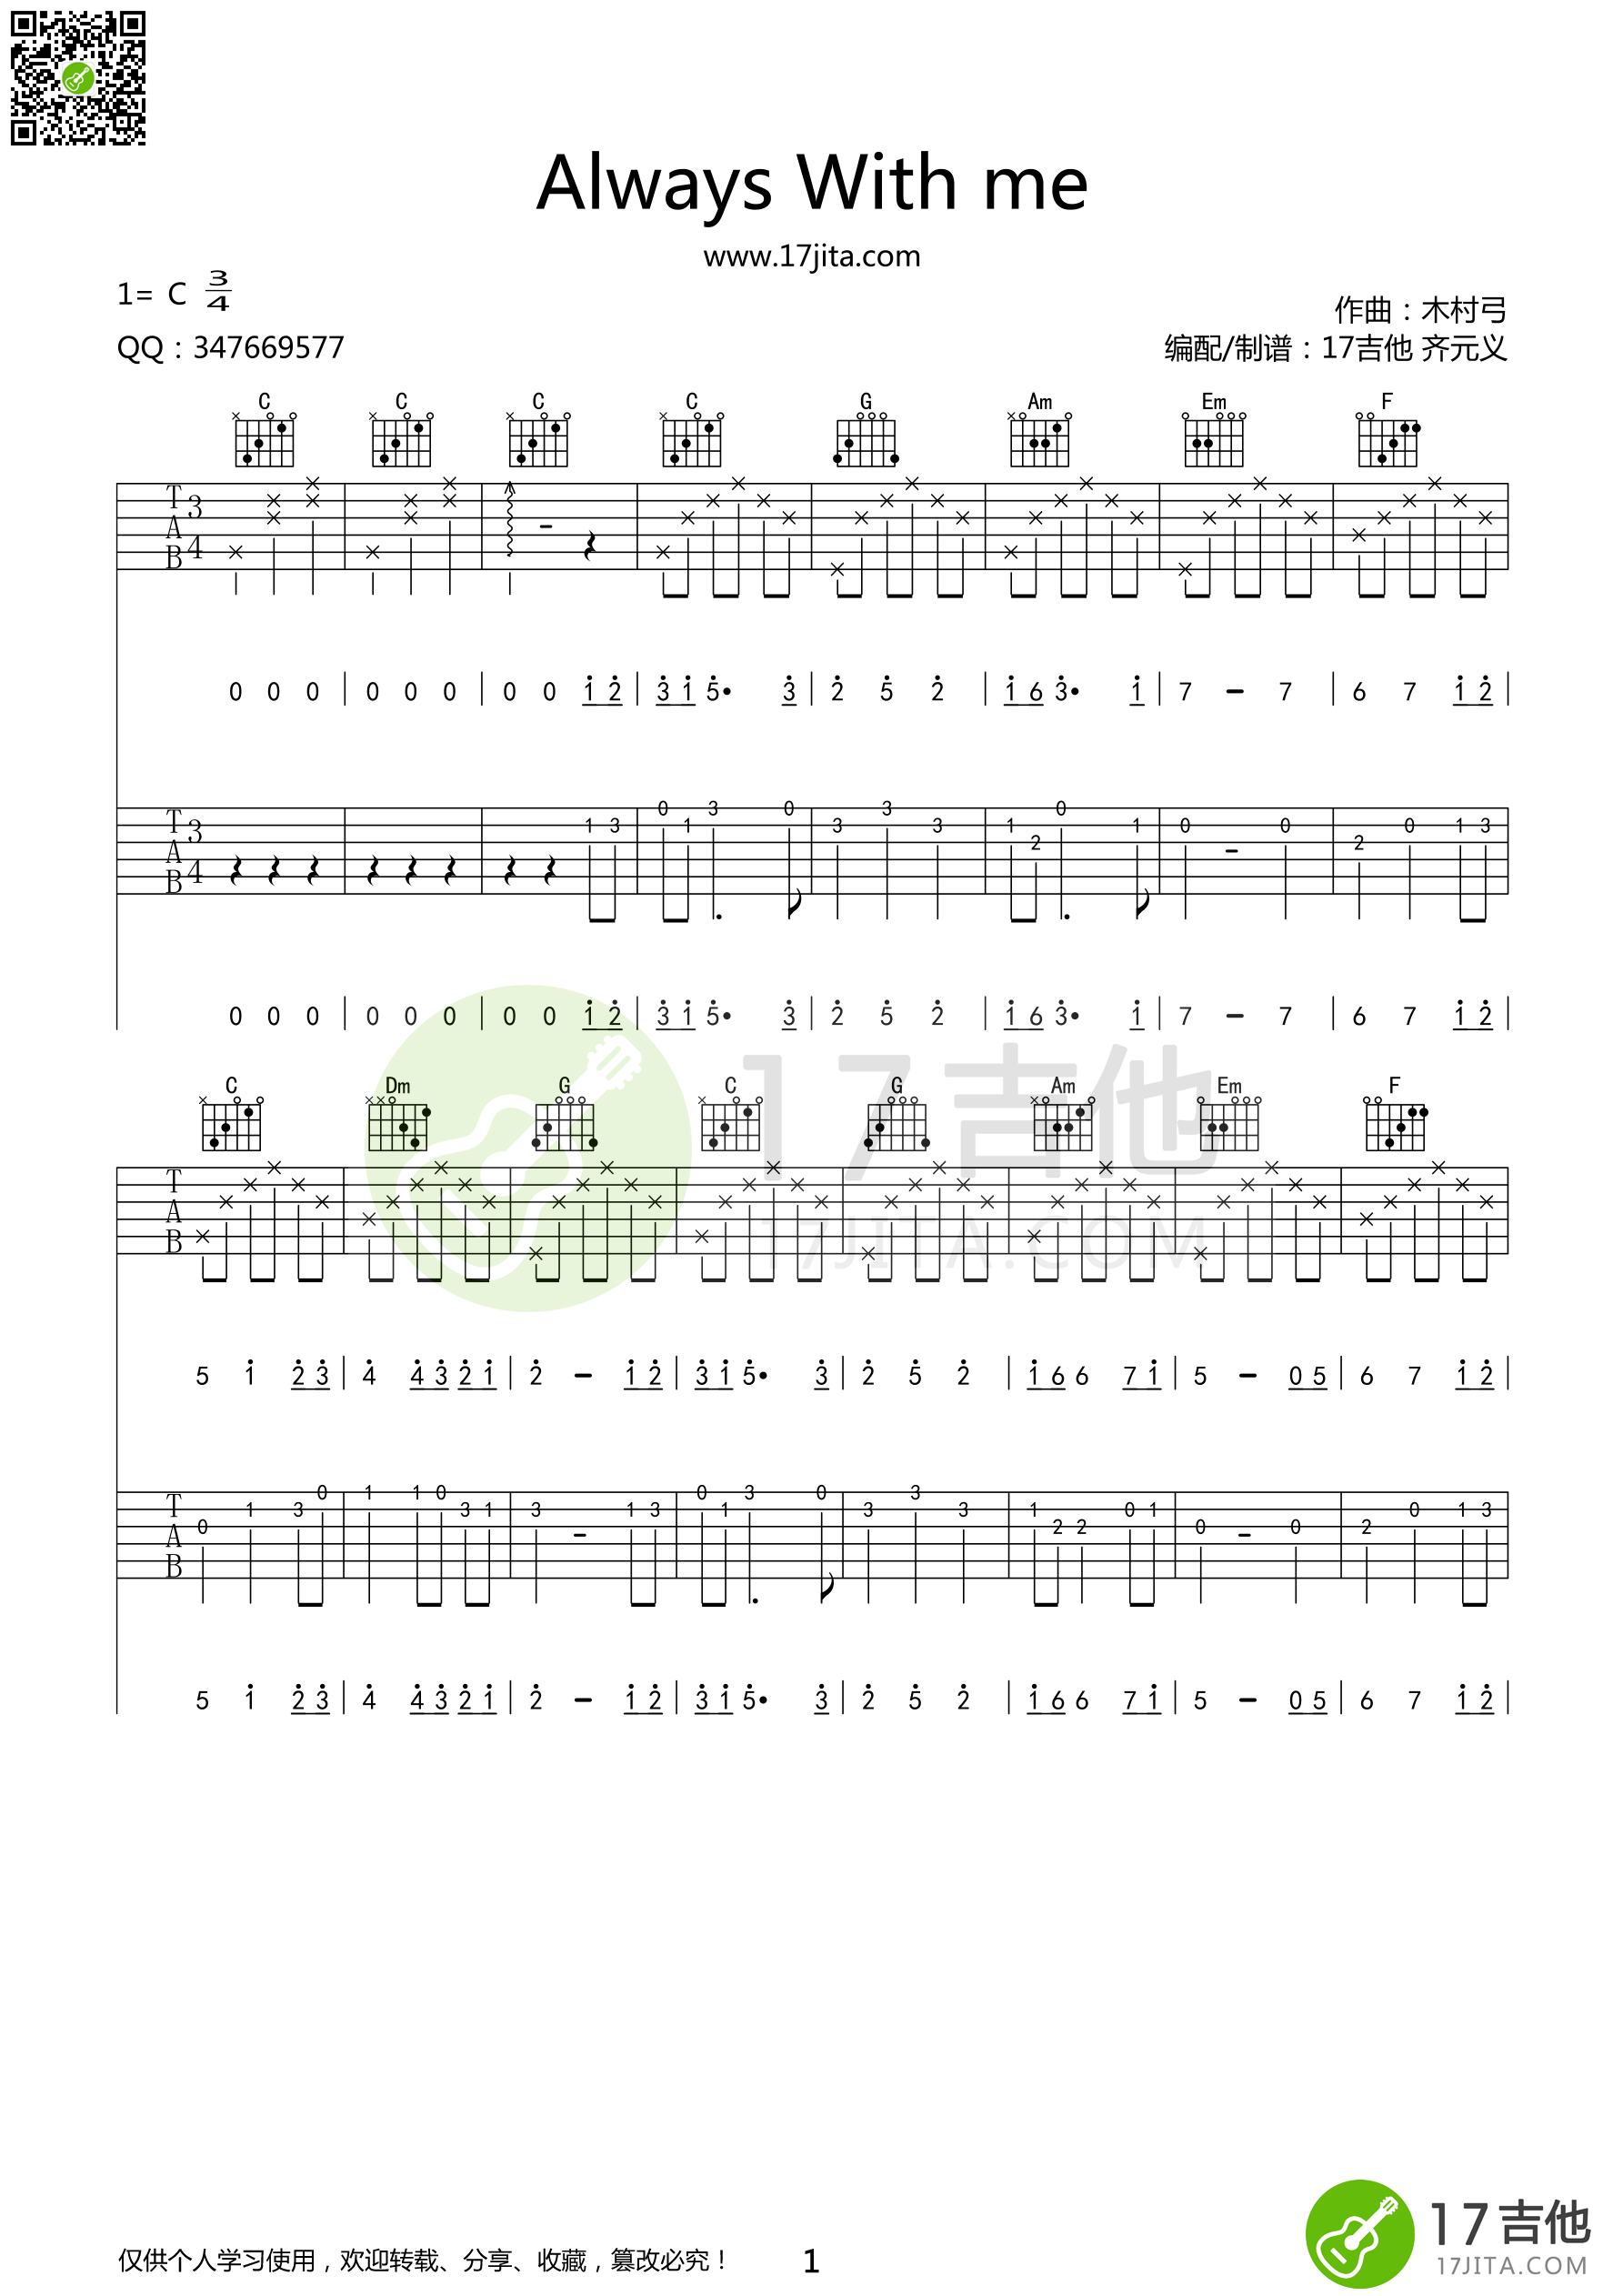 Always With me
www.17jita.com
1= C 3/4
作曲：木村弓
QQ：347669577
编配/制谱：17吉他 齐元义
C C C C G Am Em F
T 3
A
B 4
0 0 0 0 0 0 0 0 1 2 3 1 5• 3 2 5 2 1 6 3• 1 7 - 7 6 7 1 2
T 3
A
B 4
1 3 0 1 3 0 3 3 3 1 2 0 1 0 0 2 0 1 3
0 0 0 0 0 0 0 0 1 2 3 1 5• 3 2 5 2 1 6 3• 1 7 - 7 6 7 1 2
17吉他
17JITA.COM
C Dm G C G Am Em F
T
A
B
5 1 2 3 4 4 3 2 1 2 - 1 2 3 1 5• 3 2 5 2 1 6 6 7 1 5 - 0 5 6 7 1 2
T
A
B
0 1 3 0 1 1 0 3 1 3 1 3 0 1 3 0 3 3 3 1 2 2 0 1 0 0 2 0 1 3
5 1 2 3 4 4 3 2 1 2 - 1 2 3 1 5• 3 2 5 2 1 6 6 7 1 5 - 0 5 6 7 1 2
仅供个人学习使用，欢迎转载、分享、收藏，篡改必究！
1
17吉他
17JITA.COM